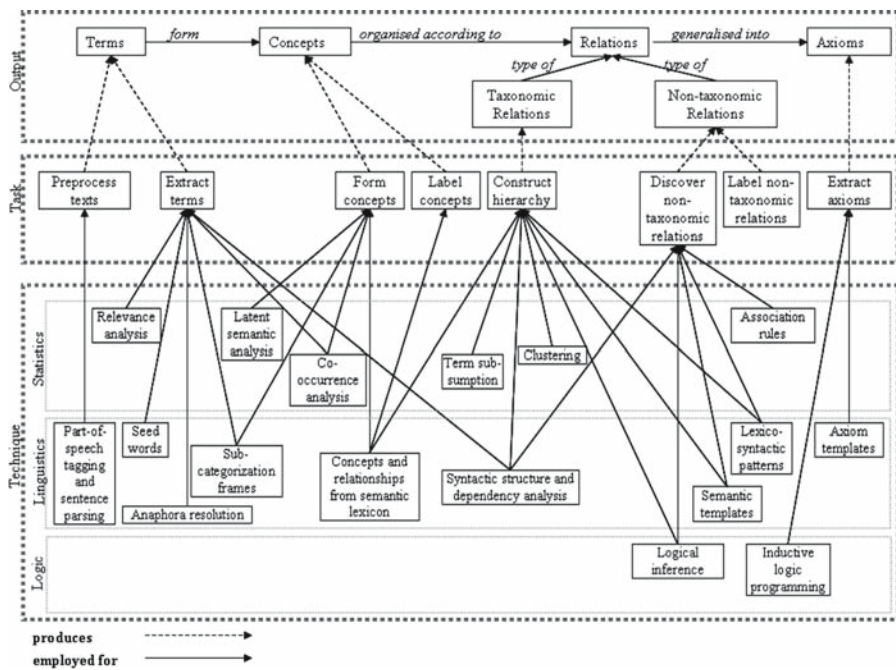 Output
Terms
form
Concepts
organised according to
Relations
generalised into
Axioms
type of
type of
Taxonomic
Relations
Non-taxonomic
Relations
Task
Preprocess
texts
Extract
terms
Form
concepts
Label
concepts
Construct
hierarchy
Discover
non-
taxonomic
relations
Label non-
taxonomic
relations
Extract
axioms
Technique
Statistics
Relevance
analysis
Latent
semantic
analysis
Co-
occurrence
analysis
Term sub-
sumption
Clustering
Association
rules
Linguistics
Part-of-
speech
tagging
and
sentence
parsing
Seed
words
Anaphora resolution
Sub-
categorization
frames
Concepts and
relationships
from semantic
lexicon
Syntactic structure and
dependency analysis
Semantic
templates
Lexico-
syntactic
patterns
Axiom
templates
Logic
Logical
inference
Inductive
logic
programming
produces
employed for